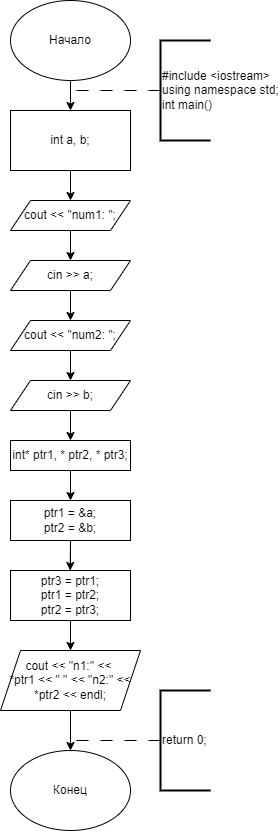 Начало
#include <iostream>
using namespace std;
int main()
int a, b;
cout << "num1: ";
cin >> a;
cout << "num2: ";
cin >> b;
int* ptr1, * ptr2, * ptr3;
ptr1 = &a;
ptr2 = &b;
ptr3 = ptr1;
ptr1 = ptr2;
ptr2 = ptr3;
cout << "n1:" <<
*ptr1 << " " << "n2:" <<
*ptr2 << endl;
return 0;
Конец